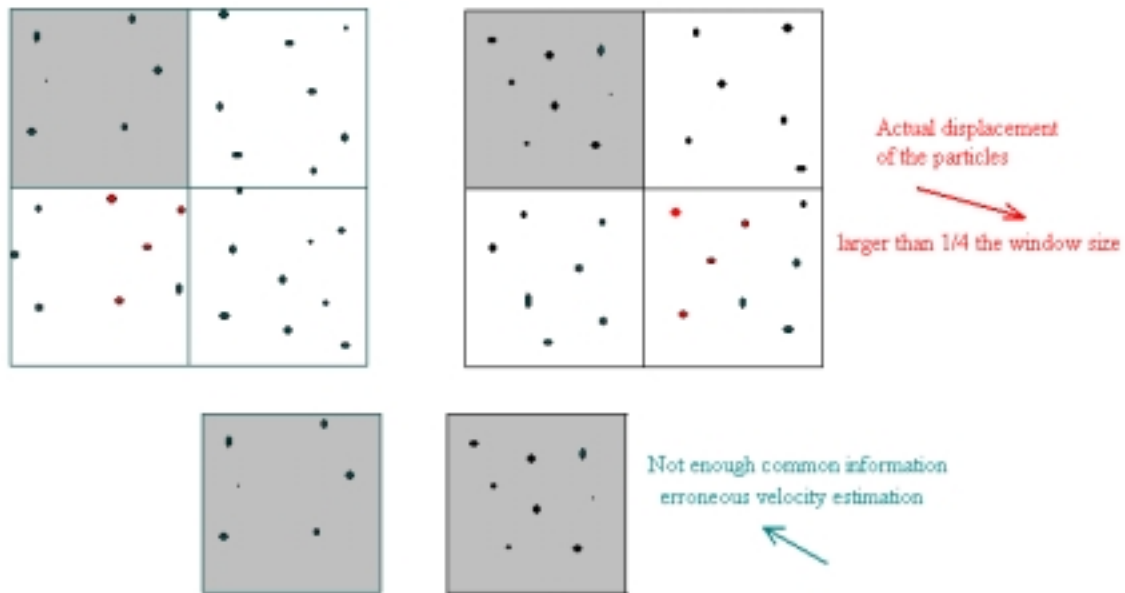 Actual displacement
of the particles
larger than 1/4 the window size
Not enough common information
erroneous velocity estimation